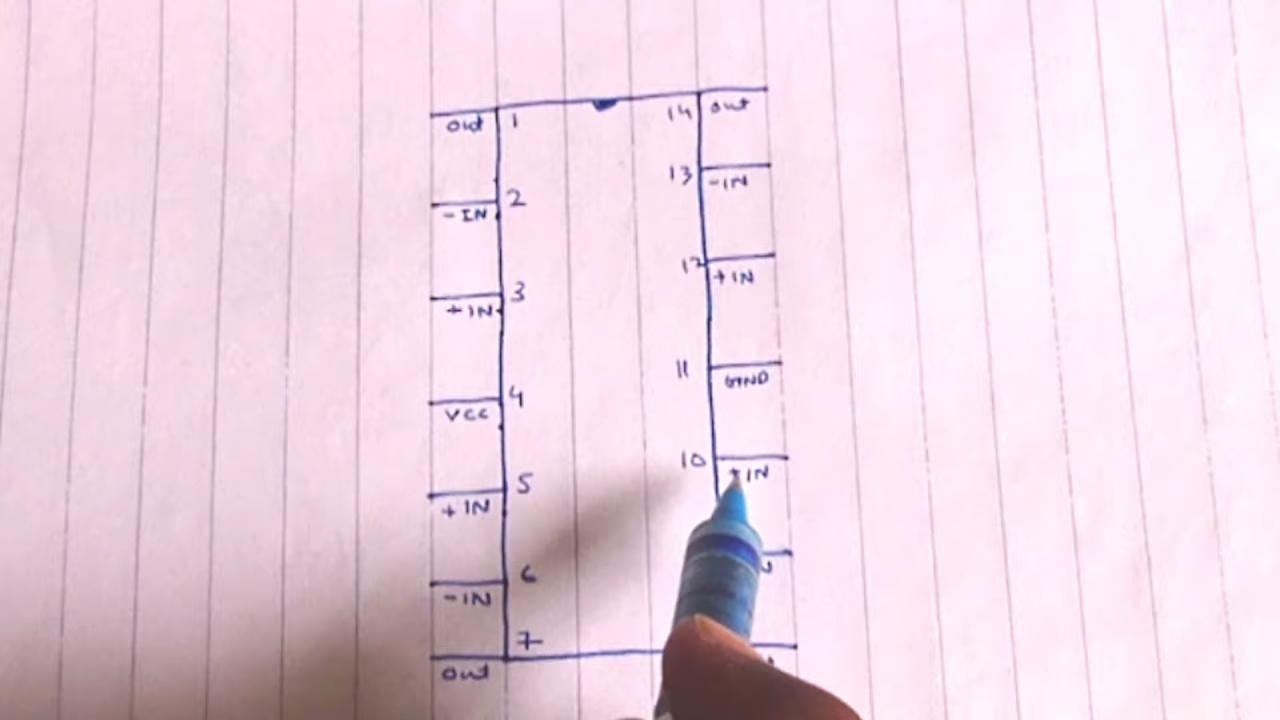 out 1 14 out
13 -IN
-IN 2
12 +IN
+IN 3
11 GND
VCC 4
10 +IN
+IN 5
-IN 6
7
out